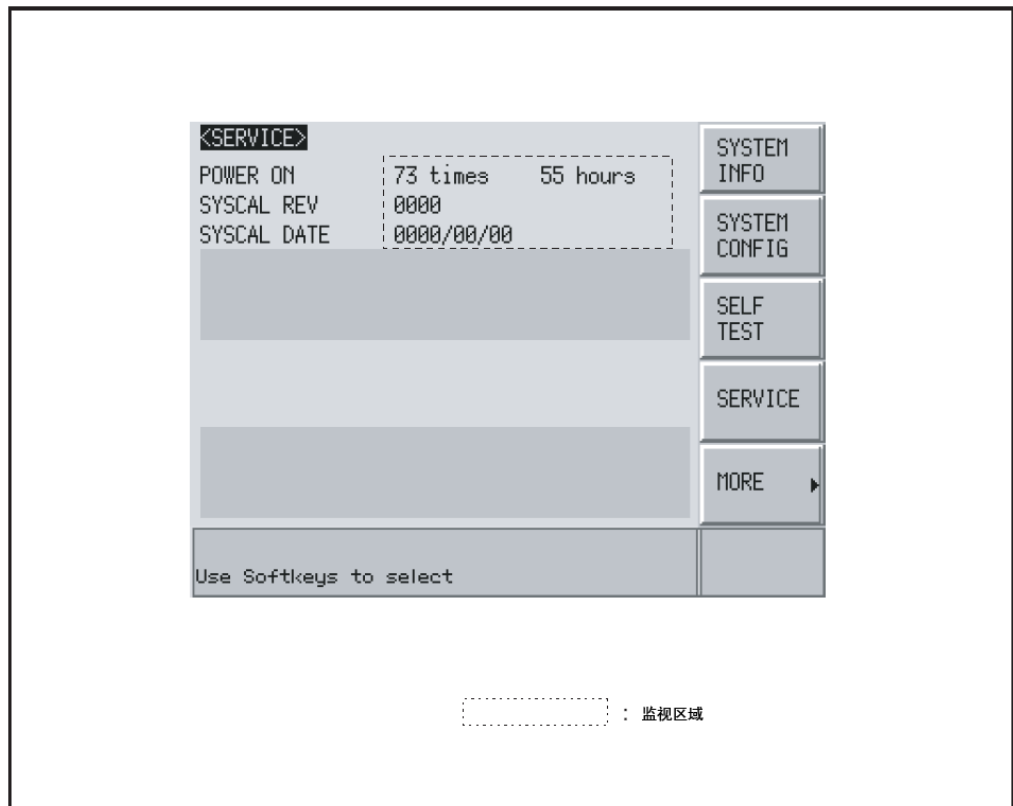 <SERVICE>
POWER ON 73 times 55 hours
SYSCAL REV 0000
SYSCAL DATE 0000/00/00
SYSTEM
INFO
SYSTEM
CONFIG
SELF
TEST
SERVICE
MORE
Use Softkeys to select
: 监视区域